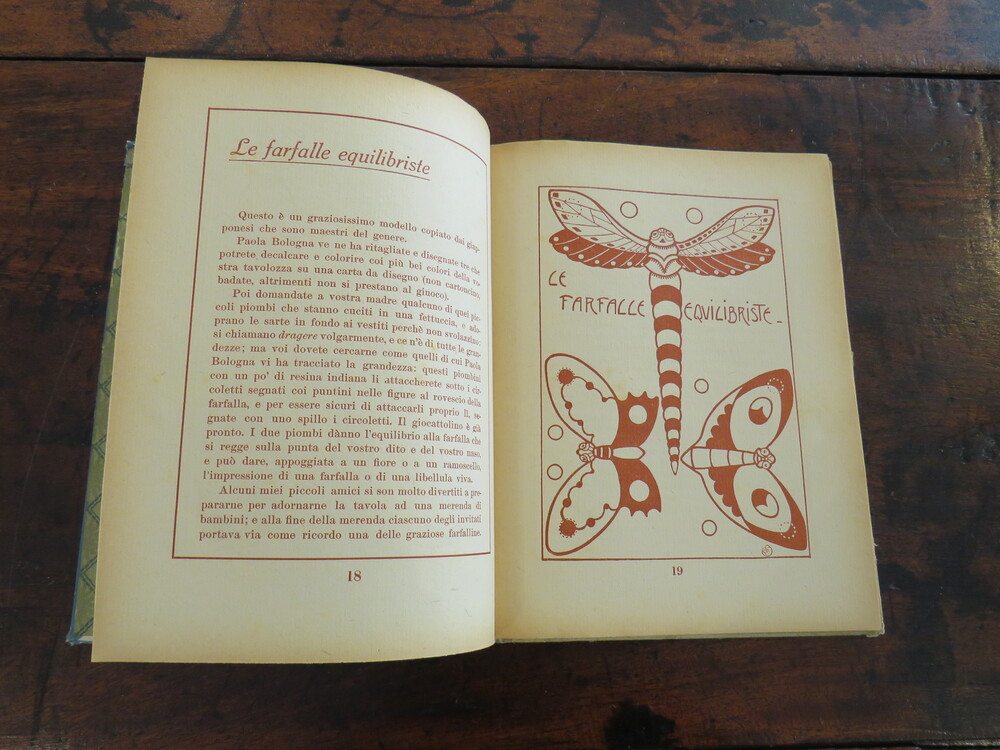 Le farfalle equilibriste
Questo è un graziosissimo modello copiato dai giap-
ponesi che sono maestri del genere.
Paola Bologna ve ne ha ritagliate e disegnate tre che
potrete decalcare e colorire coi più bei colori della vo-
stra tavolozza su una carta da disegno (non cartoncino,
badate, altrimenti non si prestano al giuoco).
Poi domandate a vostra madre qualcuno di quei pic-
coli piombi che stanno cuciti in una fettuccia, e ado-
prano le sarte in fondo ai vestiti perchè non svolazzino:
si chiamano dragere volgarmente, e ce n'è di tutte le gran-
dezze; ma voi dovete cercarne come quelli di cui Paola
Bologna vi ha tracciato la grandezza: questi piombini
con un po' di resina indiana li attaccherete sotto i cir-
coletti segnati coi puntini nelle figure al rovescio della
farfalla, e per essere sicuri di attaccarli proprio lì, se-
gnate con uno spillo i circoletti. Il giocattolino è già
pronto. I due piombi dànno l'equilibrio alla farfalla che
si regge sulla punta del vostro dito e del vostro naso,
e può dare, appoggiata a un fiore o a un ramoscello,
l'impressione di una farfalla o di una libellula viva.
Alcuni miei piccoli amici si son molto divertiti a pre-
pararne per adornarne la tavola ad una merenda di
bambini; e alla fine della merenda ciascuno degli invitati
portava via come ricordo una delle graziose farfalline.
18
LE
FARFALLE EQUILIBRISTE-
19